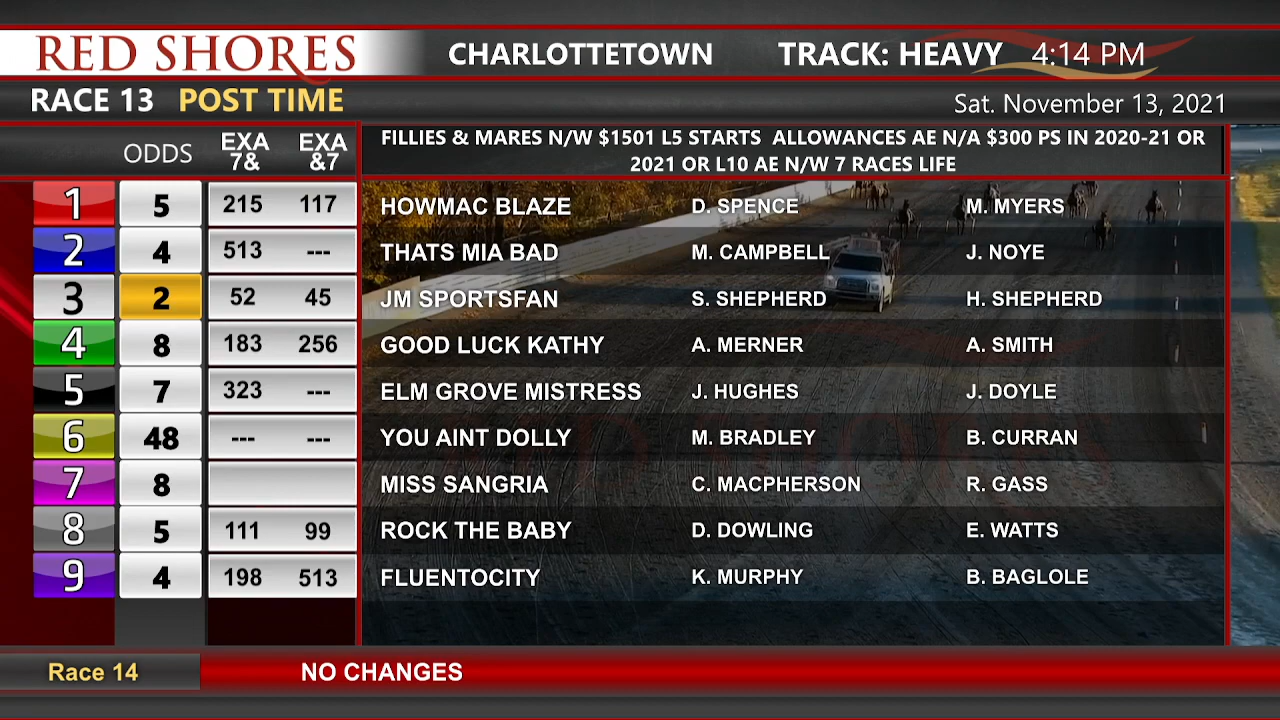 RED SHORES CHARLOTTETOWN TRACK: HEAVY 4:14 PM
RACE 13 POST TIME Sat. November 13, 2021
ODDS EXA 7& EXA &7
FILLIES & MARES N/W $1501 L5 STARTS ALLOWANCES AE N/A $300 PS IN 2020-21 OR
2021 OR L10 AE N/W 7 RACES LIFE
1 5 215 117 HOWMAC BLAZE D. SPENCE M. MYERS
2 4 513 --- THATS MIA BAD M. CAMPBELL J. NOYE
3 2 52 45 JM SPORTSFAN S. SHEPHERD H. SHEPHERD
4 8 183 256 GOOD LUCK KATHY A. MERNER A. SMITH
5 7 323 --- ELM GROVE MISTRESS J. HUGHES J. DOYLE
6 48 --- --- YOU AINT DOLLY M. BRADLEY B. CURRAN
7 8 MISS SANGRIA C. MACPHERSON R. GASS
8 5 111 99 ROCK THE BABY D. DOWLING E. WATTS
9 4 198 513 FLUENTOCITY K. MURPHY B. BAGLOLE
RED SHORES
Race 14 NO CHANGES